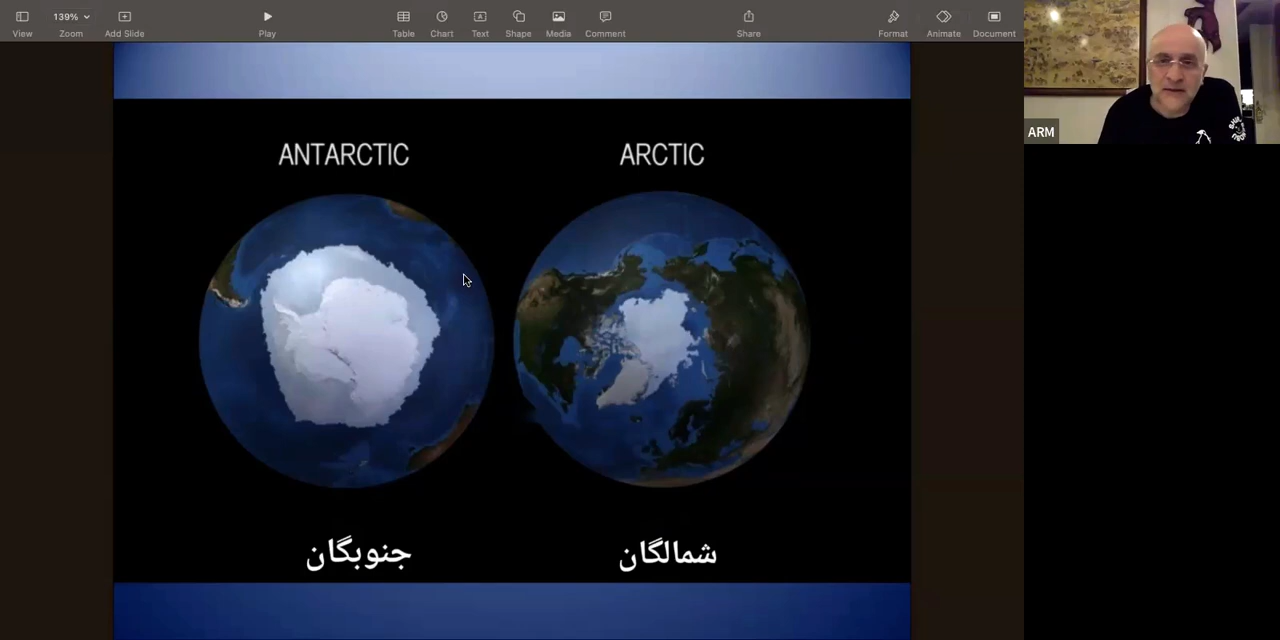 View
139%
Zoom
Add Slide
Play
Table
Chart
Text
Shape
Media
Comment
Share
Format
Animate
Document
ARM
ANTARCTIC
ARCTIC
جنوبگان
شمالگان